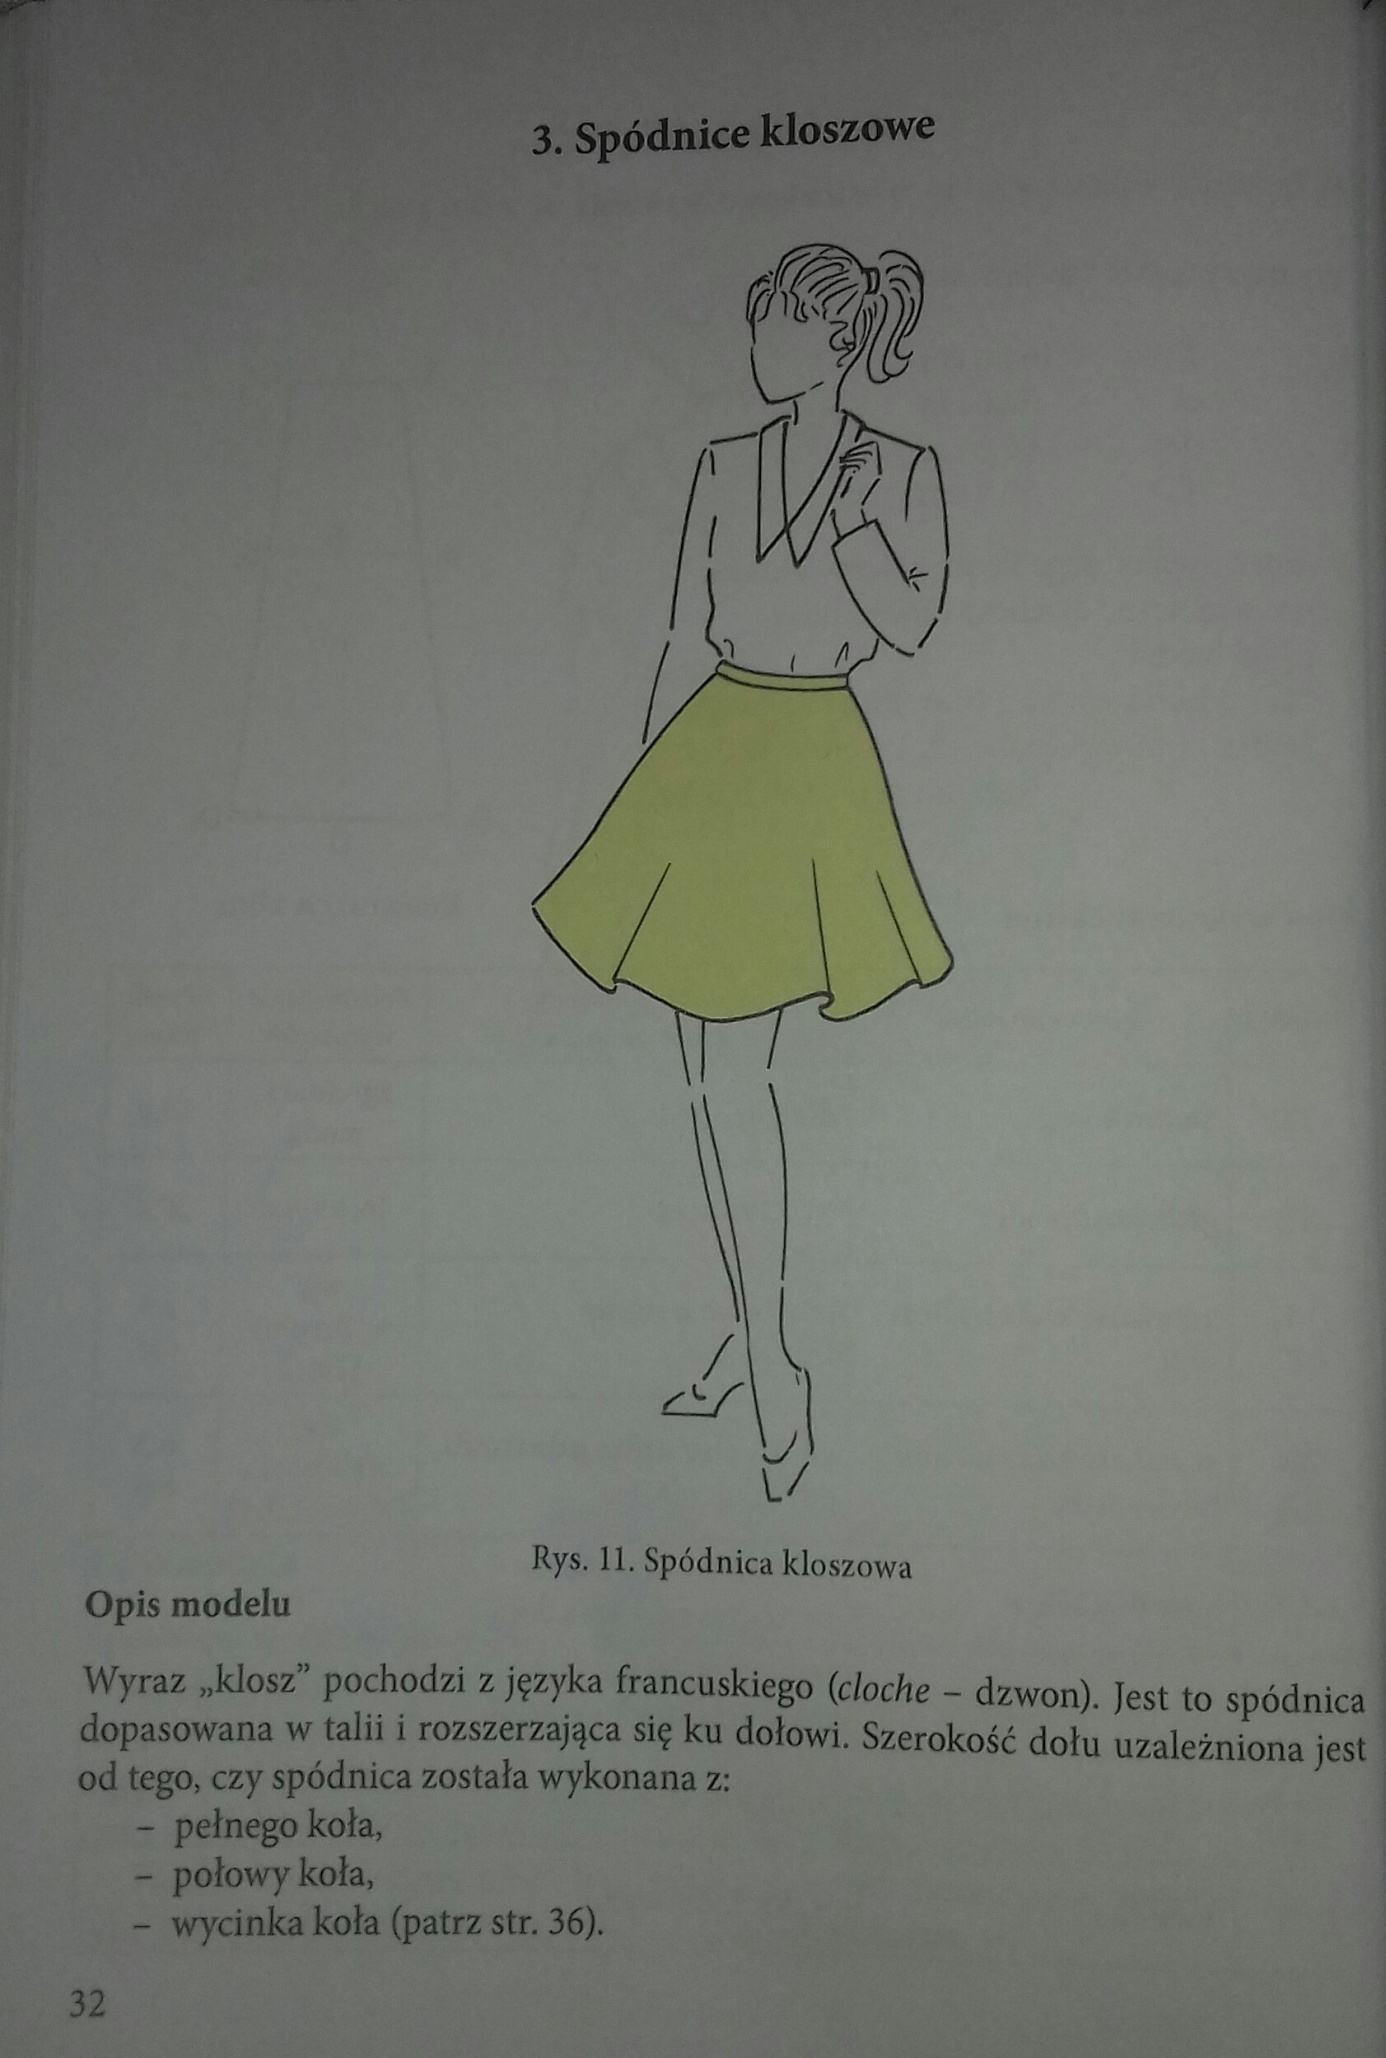 3. Spódnice kloszowe
Rys. 11. Spódnica kloszowa
Opis modelu
Wyraz „klosz” pochodzi z języka francuskiego (cloche – dzwon). Jest to spódnica
dopasowana w talii i rozszerzająca się ku dołowi. Szerokość dołu uzależniona jest
od tego, czy spódnica została wykonana z:
– pełnego koła,
– połowy koła,
– wycinka koła (patrz str. 36).
32